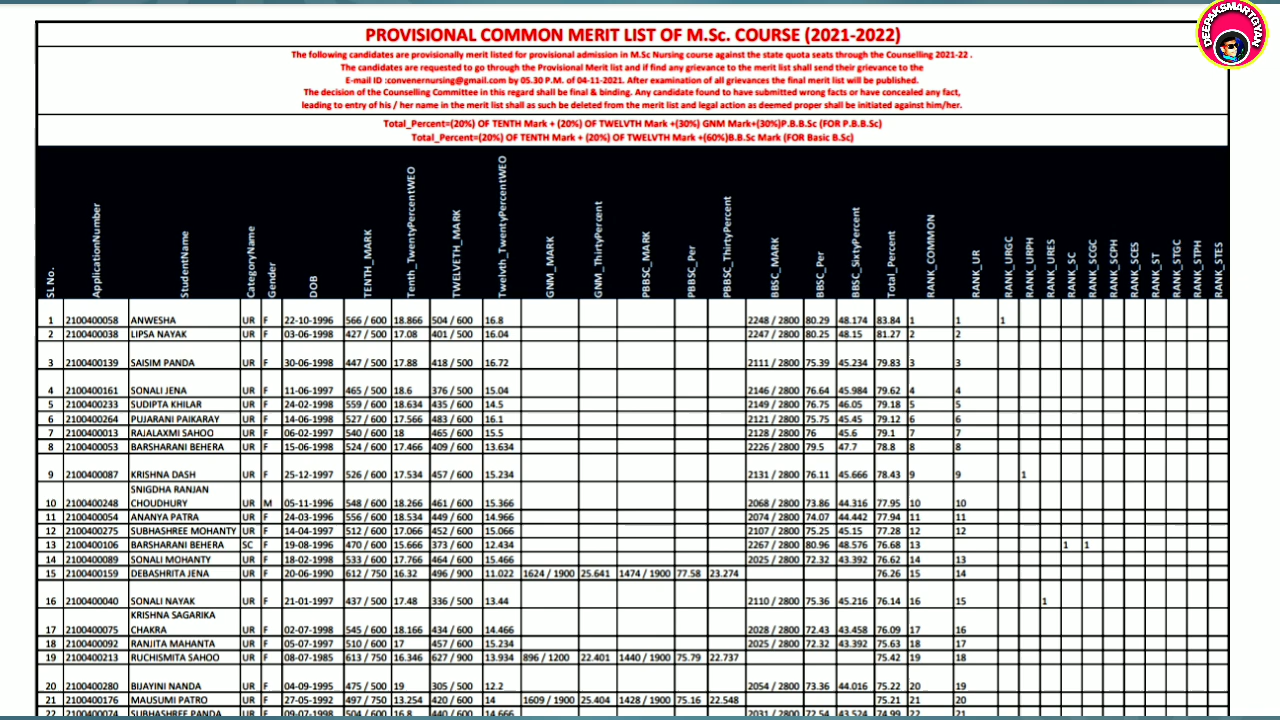 DEEPAKSMARTGYAN
PROVISIONAL COMMON MERIT LIST OF M.Sc. COURSE (2021-2022)
The following candidates are provisionally merit listed for provisional admission in M.Sc Nursing course against the state quota seats through the Counselling 2021-22 .
The candidates are requested to go through the Provisional Merit list and if find any grievance to the merit list shall send their grievance to the
E-mail ID :convenernursing@gmail.com by 05.30 P.M. of 04-11-2021. After examination of all grievances the final merit list will be published.
The decision of the Counselling Committee in this regard shall be final & binding. Any candidate found to have submitted wrong facts or have concealed any fact,
leading to entry of his / her name in the merit list shall as such be deleted from the merit list and legal action as deemed proper shall be initiated against him/her.
Total_Percent=(20%) OF TENTH Mark + (20%) OF TWELVTH Mark +(30%) GNM Mark+(30%)P.B.B.Sc (FOR P.B.B.Sc)
Total_Percent=(20%) OF TENTH Mark + (20%) OF TWELVTH Mark +(60%)B.B.Sc Mark (FOR Basic B.Sc)
SL No. ApplicationNumber StudentName CategoryName Gender DOB TENTH_MARK Tenth_TwentyPercentWEO TWELVETH_MARK Twelvth_TwentyPercentWEO GNM_MARK GNM_ThirtyPercent PBBSC_MARK PBBSC_Per PBBSC_ThirtyPercent BBSC_MARK BBSC_Per BBSC_SixtyPercent Total_Percent RANK_COMMON RANK_UR RANK_URGC RANK_URPH RANK_URES RANK_SC RANK_SCGC RANK_SCPH RANK_SCES RANK_ST RANK_STGC RANK_STPH RANK_STES
1 2100400058 ANWESHA UR F 22-10-1996 566 / 600 18.866 504 / 600 16.8 2248 / 2800 80.29 48.174 83.84 1 1 1
2 2100400038 LIPSA NAYAK UR F 03-06-1998 427 / 500 17.08 401 / 500 16.04 2247 / 2800 80.25 48.15 81.27 2 2
3 2100400139 SAISIM PANDA UR F 30-06-1998 447 / 500 17.88 418 / 500 16.72 2111 / 2800 75.39 45.234 79.83 3 3
4 2100400161 SONALI JENA UR F 11-06-1997 465 / 500 18.6 376 / 500 15.04 2146 / 2800 76.64 45.984 79.62 4 4
5 2100400233 SUDIPTA KHILAR UR F 24-02-1998 559 / 600 18.634 435 / 600 14.5 2149 / 2800 76.75 46.05 79.18 5 5
6 2100400264 PUJARANI PAIKARAY UR F 14-06-1998 527 / 600 17.566 483 / 600 16.1 2121 / 2800 75.75 45.45 79.12 6 6
7 2100400013 RAJALAXMI SAHOO UR F 06-02-1997 540 / 600 18 465 / 600 15.5 2128 / 2800 76 45.6 79.1 7 7
8 2100400053 BARSHARANI BEHERA UR F 15-06-1998 524 / 600 17.466 409 / 600 13.634 2226 / 2800 79.5 47.7 78.8 8 8
9 2100400087 KRISHNA DASH UR F 25-12-1997 526 / 600 17.534 457 / 600 15.234 2131 / 2800 76.11 45.666 78.43 9 9 1
SNIGDHA RANJAN
10 2100400248 CHOUDHURY UR M 05-11-1996 548 / 600 18.266 461 / 600 15.366 2068 / 2800 73.86 44.316 77.95 10 10
11 2100400054 ANANYA PATRA UR F 24-03-1996 556 / 600 18.534 449 / 600 14.966 2074 / 2800 74.07 44.442 77.94 11 11
12 2100400275 SUBHASHREE MOHANTY UR F 14-04-1997 512 / 600 17.066 452 / 600 15.066 2107 / 2800 75.25 45.15 77.28 12 12
13 2100400106 BARSHARANI BEHERA SC F 19-08-1996 470 / 600 15.666 373 / 600 12.434 2267 / 2800 80.96 48.576 76.68 13 1 1
14 2100400089 SONALI MOHANTY UR F 18-02-1998 533 / 600 17.766 464 / 600 15.466 2025 / 2800 72.32 43.392 76.62 14 13
15 2100400159 DEBASHRITA JENA UR F 20-06-1990 612 / 750 16.32 496 / 900 11.022 1624 / 1900 25.641 1474 / 1900 77.58 23.274 76.26 15 14
16 2100400040 SONALI NAYAK UR F 21-01-1997 437 / 500 17.48 336 / 500 13.44 2110 / 2800 75.36 45.216 76.14 16 15 1
KRISHNA SAGARIKA
17 2100400075 CHAKRA UR F 02-07-1998 545 / 600 18.166 434 / 600 14.466 2028 / 2800 72.43 43.458 76.09 17 16
18 2100400092 RANJITA MAHANTA UR F 05-07-1997 510 / 600 17 457 / 600 15.234 2025 / 2800 72.32 43.392 75.63 18 17
19 2100400213 RUCHISMITA SAHOO UR F 08-07-1985 613 / 750 16.346 627 / 900 13.934 896 / 1200 22.401 1440 / 1900 75.79 22.737 75.42 19 18
20 2100400280 BIJAYINI NANDA UR F 04-09-1995 475 / 500 19 305 / 500 12.2 2054 / 2800 73.36 44.016 75.22 20 19
21 2100400176 MAUSUMI PATRO UR F 27-05-1992 497 / 750 13.254 420 / 600 14 1609 / 1900 25.404 1428 / 1900 75.16 22.548 75.21 21 20
22 2100400074 SUBHASHREE PANDA UR F 09-07-1998 504 / 600 16.8 440 / 600 14.666 2031 / 2800 72.54 43.524 74.99 22 21